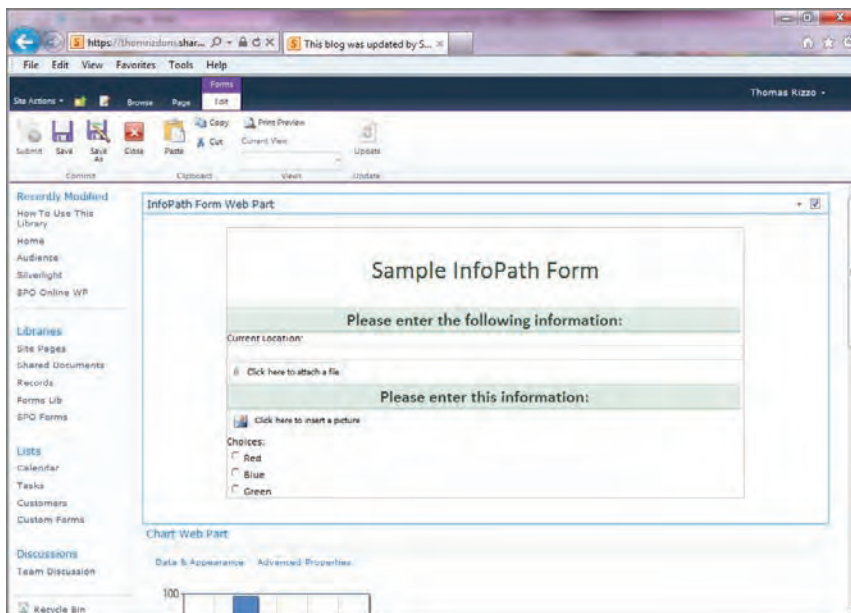 https://thomrizdom.shar...
This blog was updated by S...
File Edit View Favorites Tools Help
Forms
Thomas Rizzo
Site Actions Browse Page Edit
Submit Save Save As Close Paste Copy Cut Print Preview Current View: Update
Commit Clipboard Views Update
Recently Modified
How To Use This
Library
Home
Audience
Silverlight
SPO Online WP
Libraries
Site Pages
Shared Documents
Records
Forms Lib
SPO Forms
Lists
Calendar
Tasks
Customers
Custom Forms
Discussions
Team Discussion
Recycle Bin
InfoPath Form Web Part
Sample InfoPath Form
Please enter the following information:
Current Location:
Click here to attach a file
Please enter this information:
Click here to insert a picture
Choices:
Red
Blue
Green
Chart Web Part
Data & Appearance Advanced Properties
100